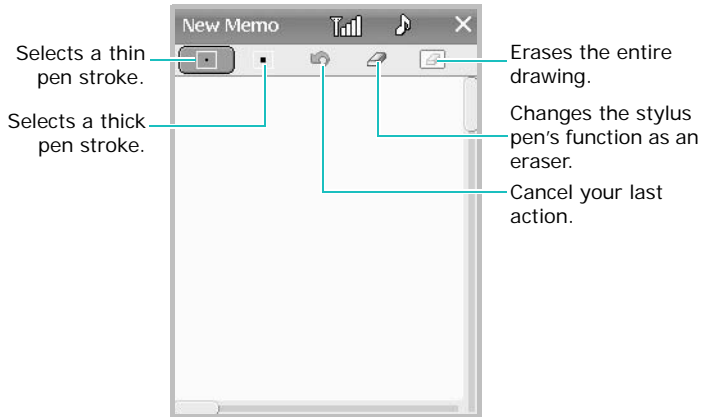 New Memo
Selects a thin
pen stroke.
Selects a thick
pen stroke.
Erases the entire
drawing.
Changes the stylus
pen's function as an
eraser.
Cancel your last
action.